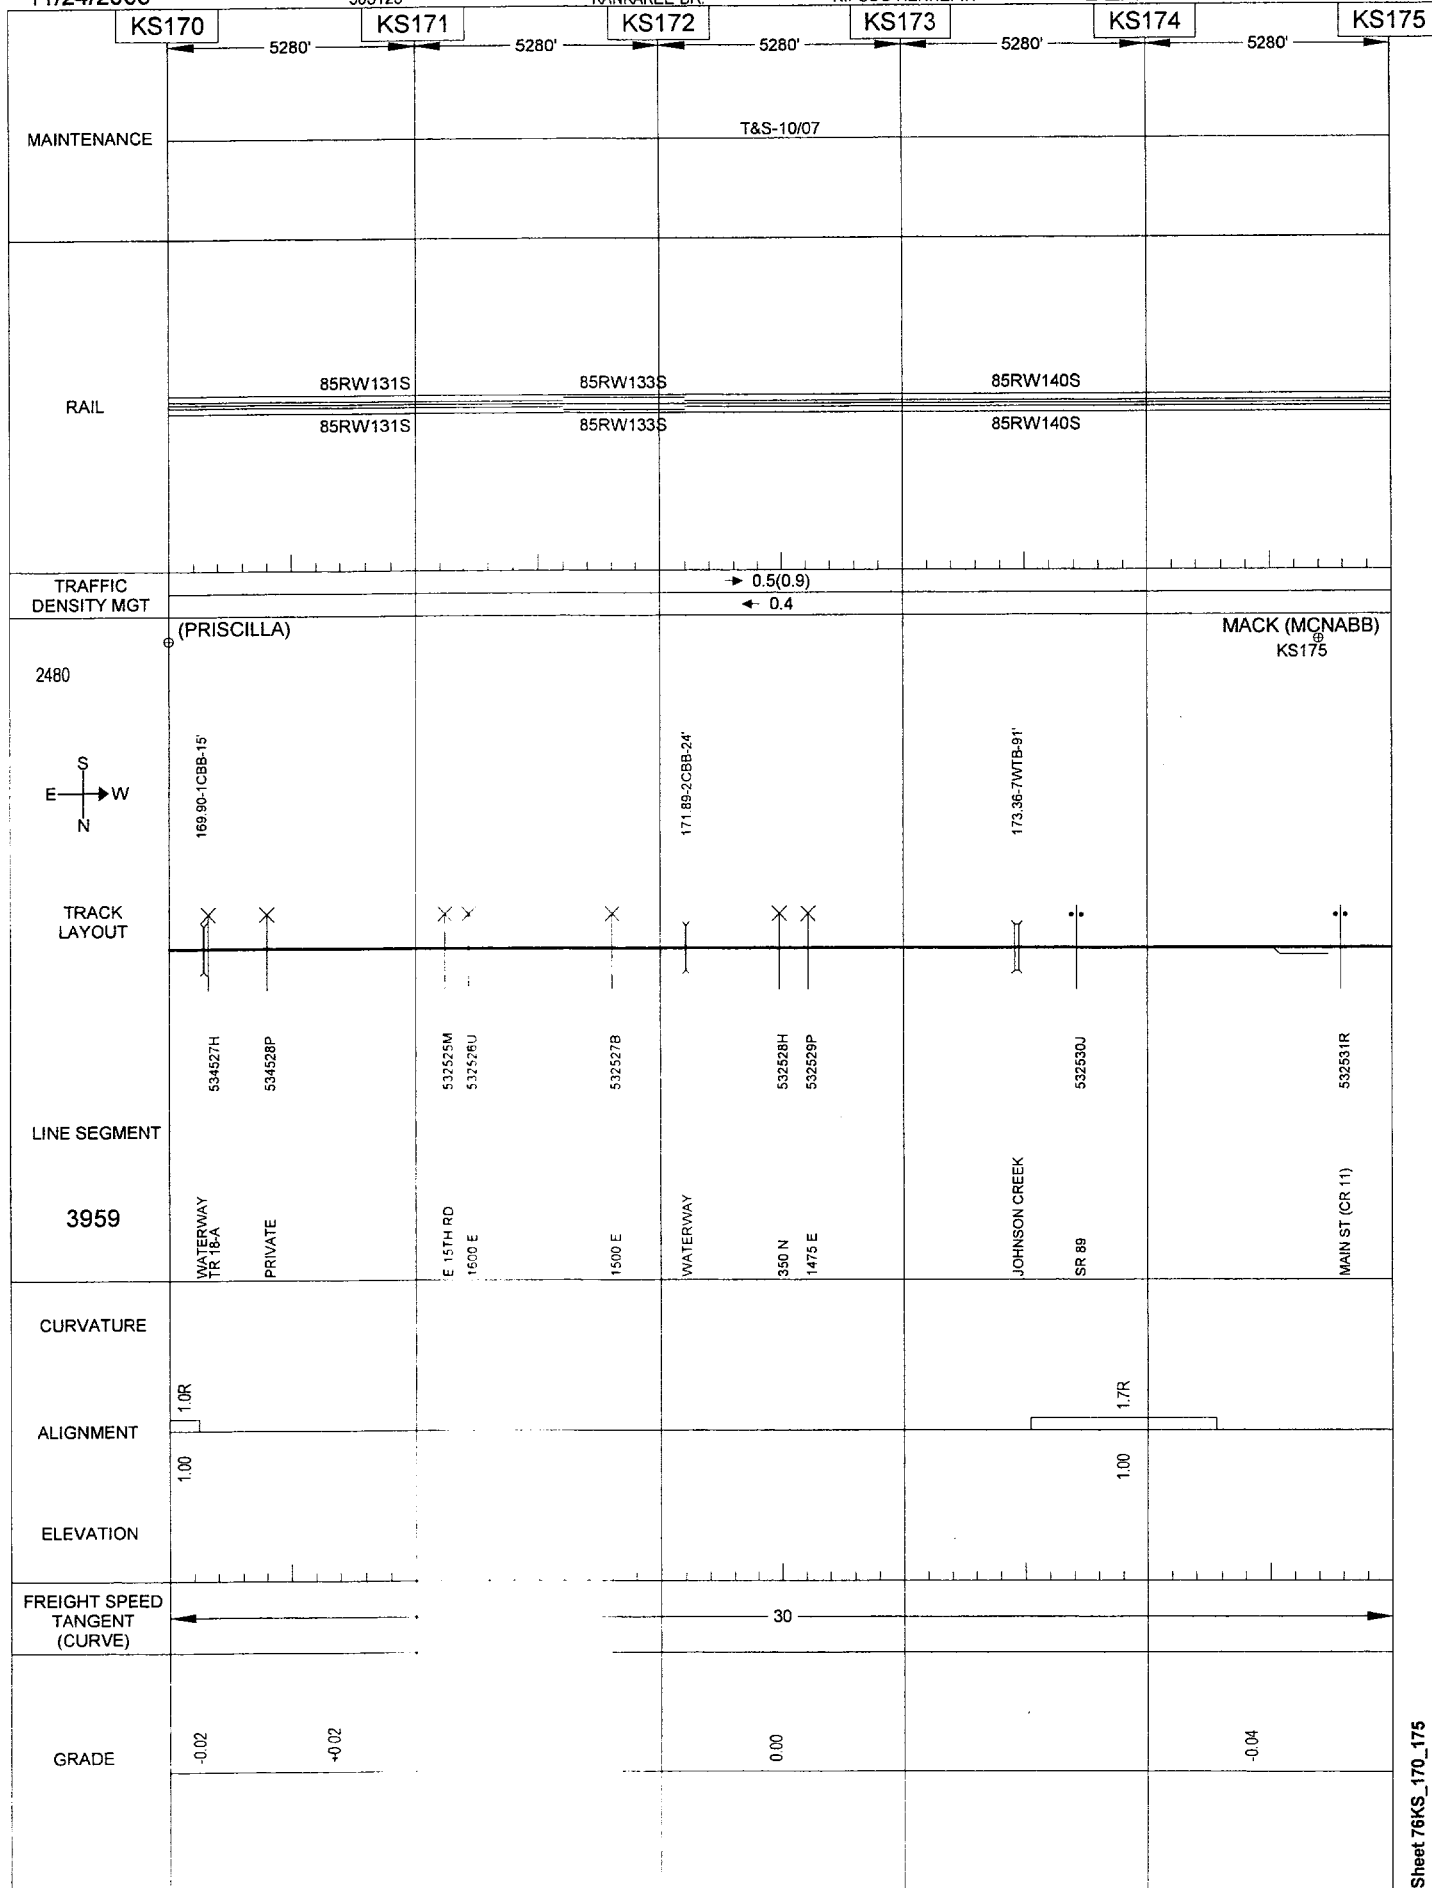 KS170 KS171 KS172 KS173 KS174 KS175
5280' 5280' 5280' 5280' 5280'
MAINTENANCE
T&S-10/07
RAIL
85RW131S 85RW133S 85RW140S
85RW131S 85RW133S 85RW140S
TRAFFIC
DENSITY MGT
→ 0.5(0.9)
← 0.4
(PRISCILLA)
MACK (MCNABB)
KS175
2480
S
E W
N
169.90-1CBB-15'
171.89-2CBB-24'
173.36-7WTB-91'
TRACK
LAYOUT
534527H
534528P
532525M
532526U
532527B
532528H
532529P
532530J
532531R
LINE SEGMENT
3959
WATERWAY
TR 18-A
PRIVATE
E 15TH RD
1600 E
1500 E
WATERWAY
350 N
1475 E
JOHNSON CREEK
SR 89
MAIN ST (CR 11)
CURVATURE
ALIGNMENT
1.0R
1.7R
1.00
1.00
ELEVATION
FREIGHT SPEED
TANGENT
(CURVE)
30
GRADE
-0.02
+0.02
0.00
-0.04
Sheet 76KS_170_175